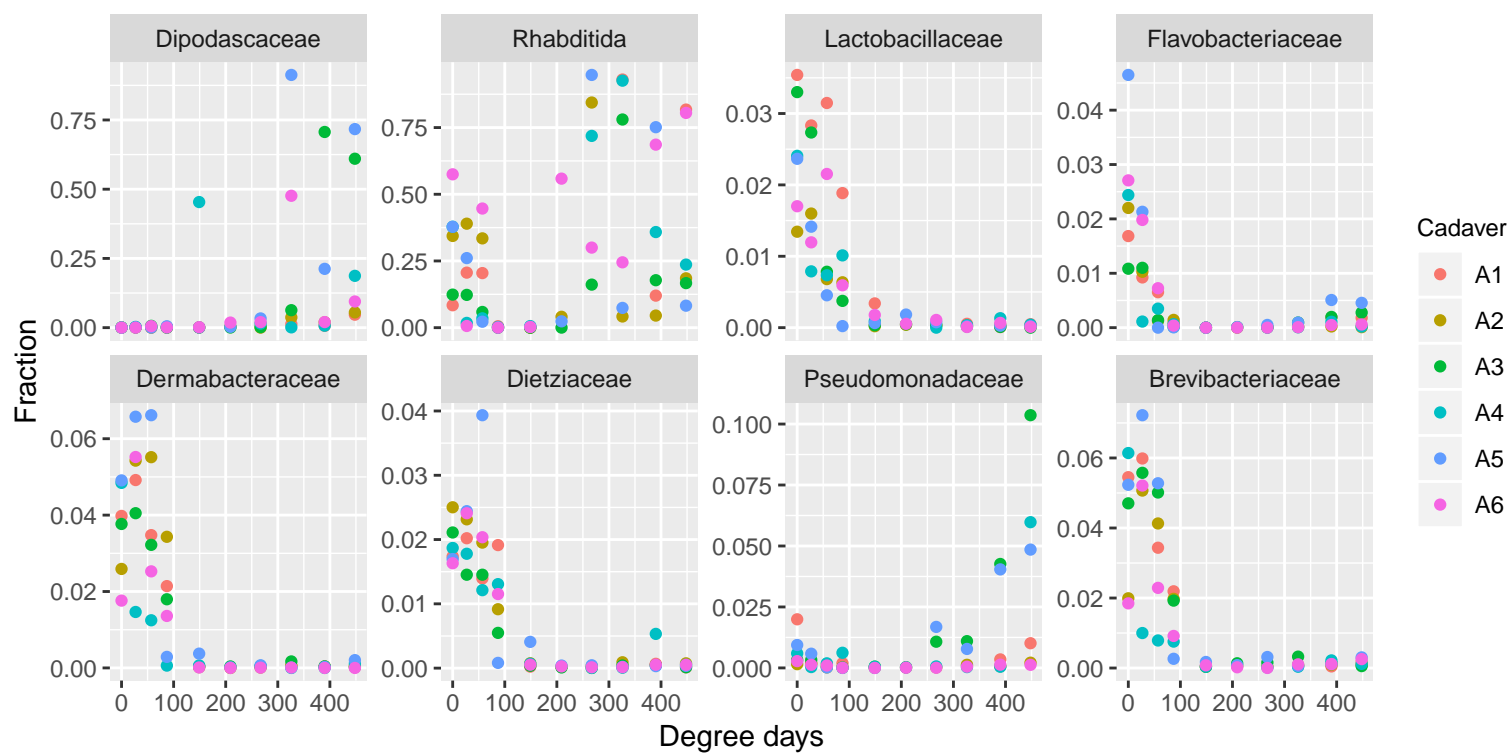 Dipodascaceae Rhabditida Lactobacillaceae Flavobacteriaceae
0.75
0.50
0.25
0.00
0.75
0.50
0.25
0.00
0.03
0.02
0.01
0.00
0.04
0.03
0.02
0.01
0.00
Dermabacteraceae Dietziaceae Pseudomonadaceae Brevibacteriaceae
0.06
0.04
0.02
0.00
0.04
0.03
0.02
0.01
0.00
0.100
0.075
0.050
0.025
0.000
0.06
0.04
0.02
0.00
0 100 200 300 400 0 100 200 300 400 0 100 200 300 400 0 100 200 300 400
Degree days
Fraction
Cadaver
A1
A2
A3
A4
A5
A6